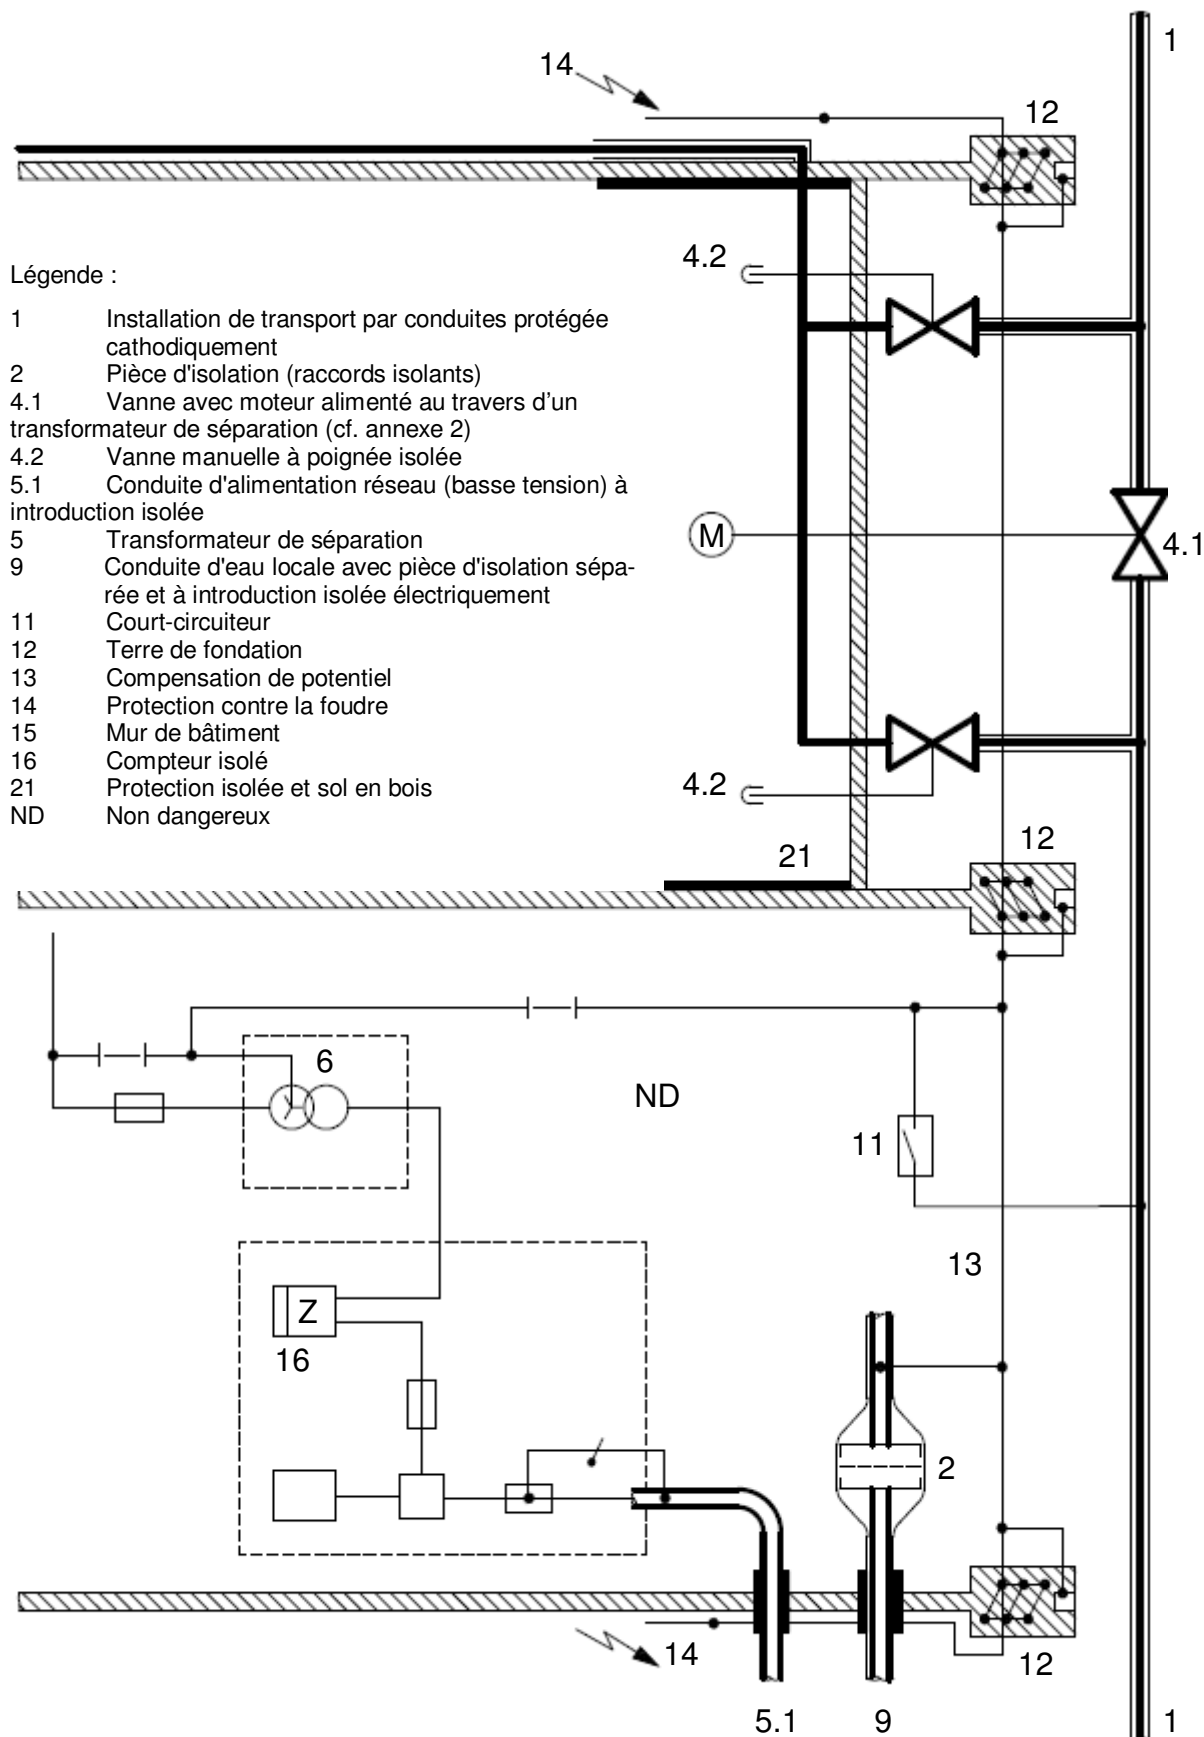 1
14
12
4.2
Légende :
1 Installation de transport par conduites protégée
cathodiquement
2 Pièce d'isolation (raccords isolants)
4.1 Vanne avec moteur alimenté au travers d'un
transformateur de séparation (cf. annexe 2)
4.2 Vanne manuelle à poignée isolée
5.1 Conduite d'alimentation réseau (basse tension) à
introduction isolée
5 Transformateur de séparation
9 Conduite d'eau locale avec pièce d'isolation sépa-
rée et à introduction isolée électriquement
11 Court-circuiteur
12 Terre de fondation
13 Compensation de potentiel
14 Protection contre la foudre
15 Mur de bâtiment
16 Compteur isolé
21 Protection isolée et sol en bois
ND Non dangereux
M
4.1
4.2
21
12
6
ND
11
13
Z
16
2
14
12
5.1
9
1